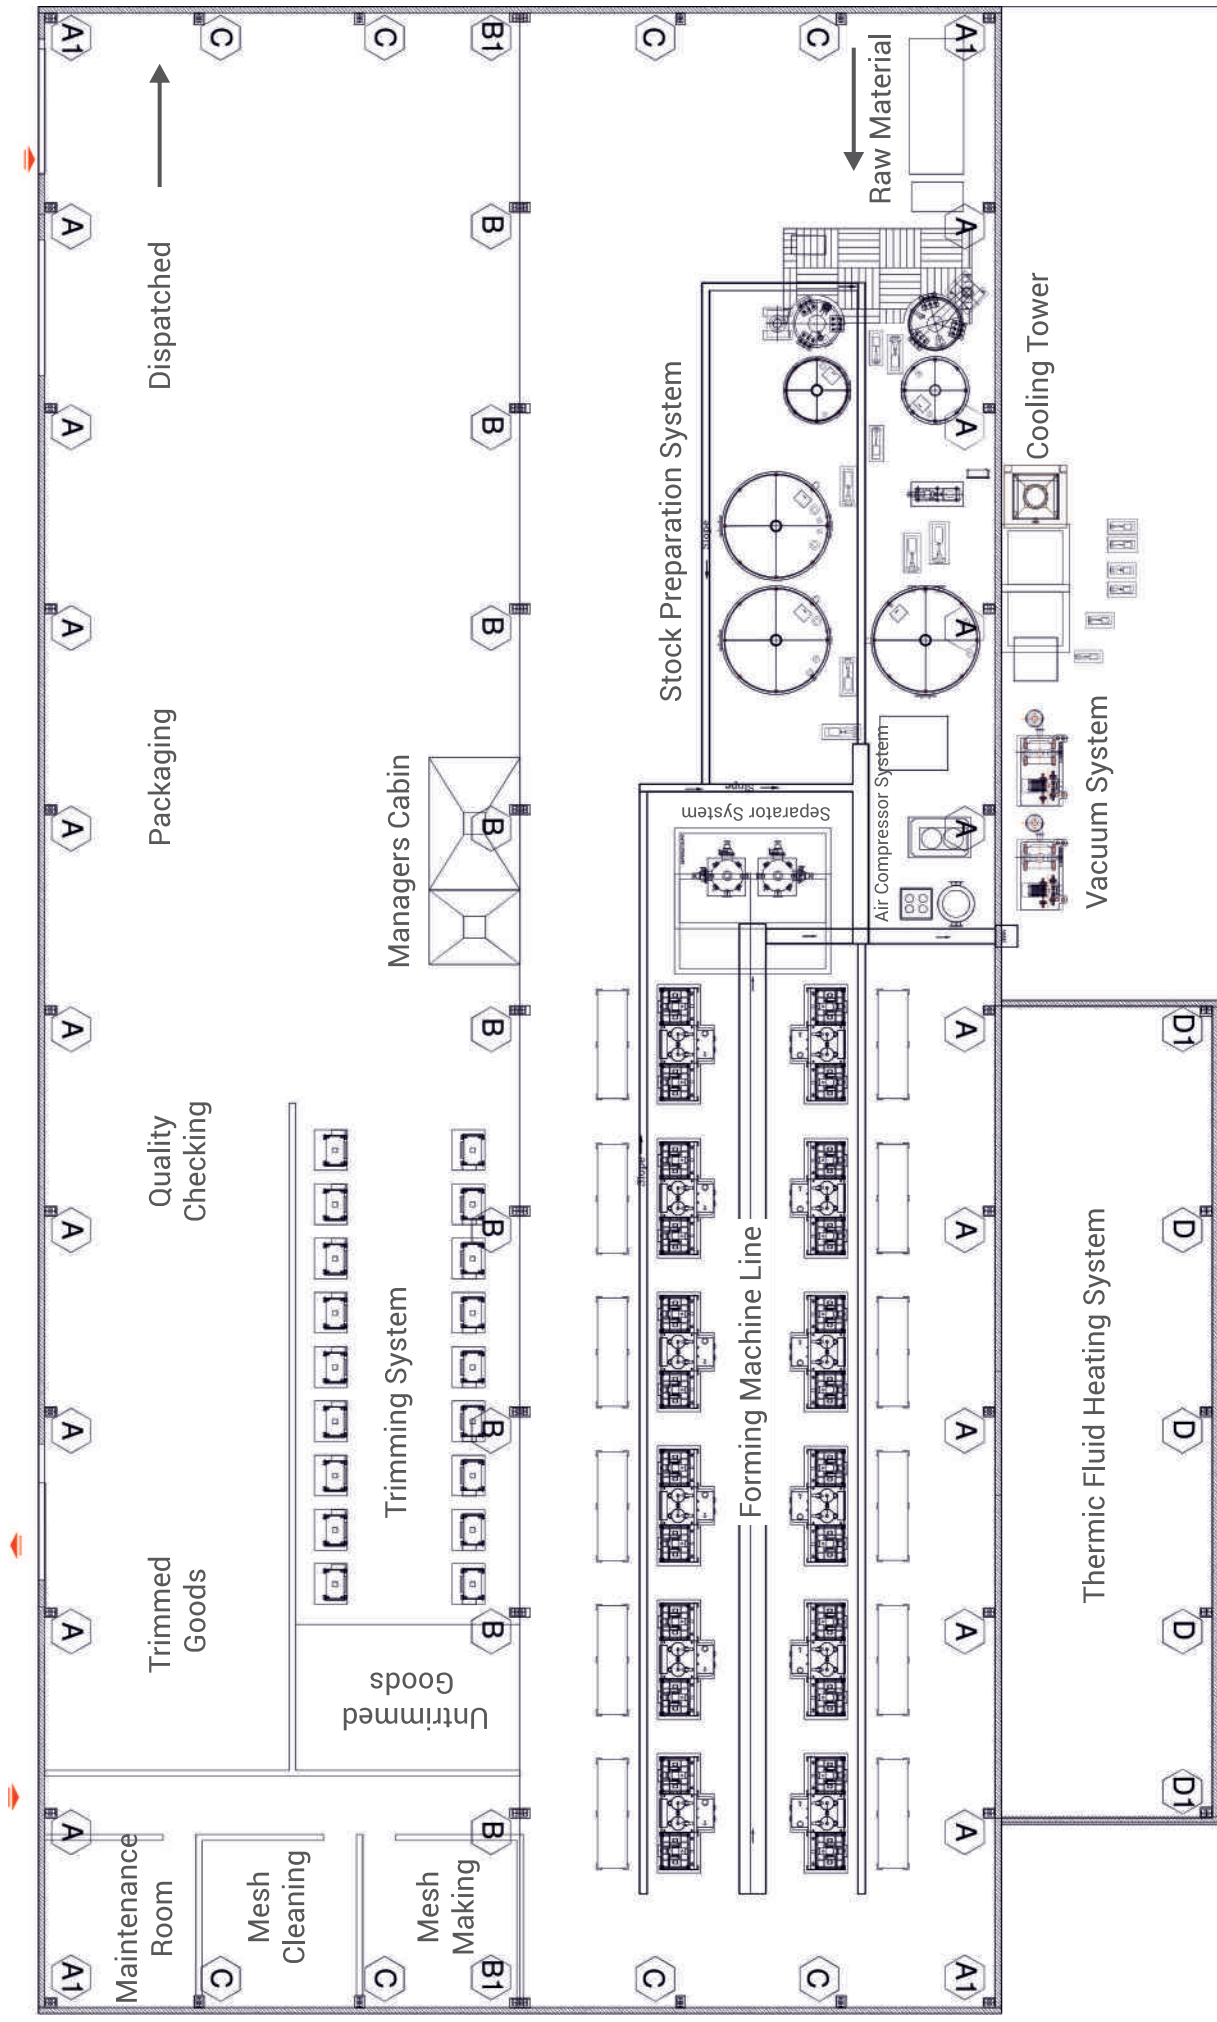 A1
C
C
B1
C
C
A1
Raw Material
A
B
A
Dispatched
Cooling Tower
A
B
A
Stock Preparation System
Slope
A
B
A
Packaging
Managers Cabin
Vacuum System
Air Compressor System
Slope
Separator System
A
B
A
A
B
A
D1
Quality
Checking
Slope
A
B
A
D
Trimming System
Forming Machine Line
Thermic Fluid Heating System
A
B
A
D
Trimmed
Goods
A
B
A
D
Untrimmed
Goods
A
B
A
D1
Maintenance
Room
Mesh
Cleaning
Mesh
Making
A1
C
C
B1
C
C
A1